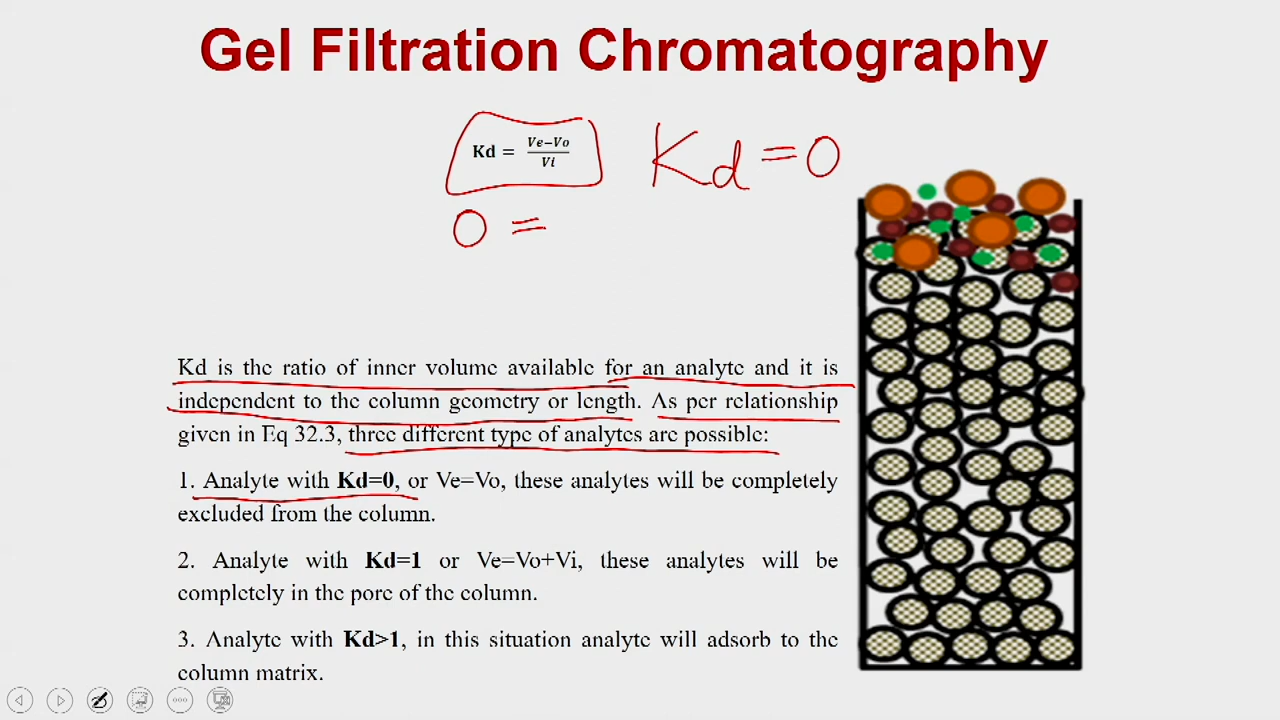 Gel Filtration Chromatography
Kd = Ve−Vo / Vi
Kd = 0
0 =
Kd is the ratio of inner volume available for an analyte and it is
independent to the column geometry or length. As per relationship
given in Eq 32.3, three different type of analytes are possible:
1. Analyte with Kd=0, or Ve=Vo, these analytes will be completely
excluded from the column.
2. Analyte with Kd=1 or Ve=Vo+Vi, these analytes will be
completely in the pore of the column.
3. Analyte with Kd>1, in this situation analyte will adsorb to the
column matrix.